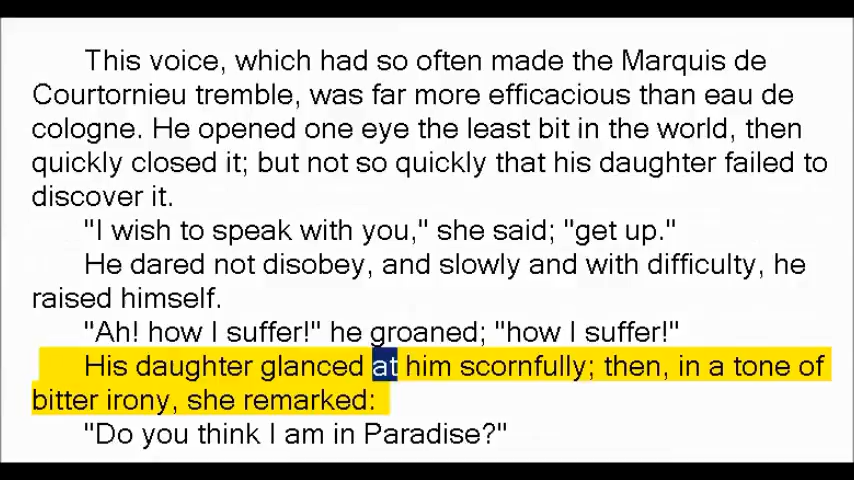 This voice, which had so often made the Marquis de
Courtornieu tremble, was far more efficacious than eau de
cologne. He opened one eye the least bit in the world, then
quickly closed it; but not so quickly that his daughter failed to
discover it.
"I wish to speak with you," she said; "get up."
He dared not disobey, and slowly and with difficulty, he
raised himself.
"Ah! how I suffer!" he groaned; "how I suffer!"
His daughter glanced at him scornfully; then, in a tone of
bitter irony, she remarked:
"Do you think I am in Paradise?"